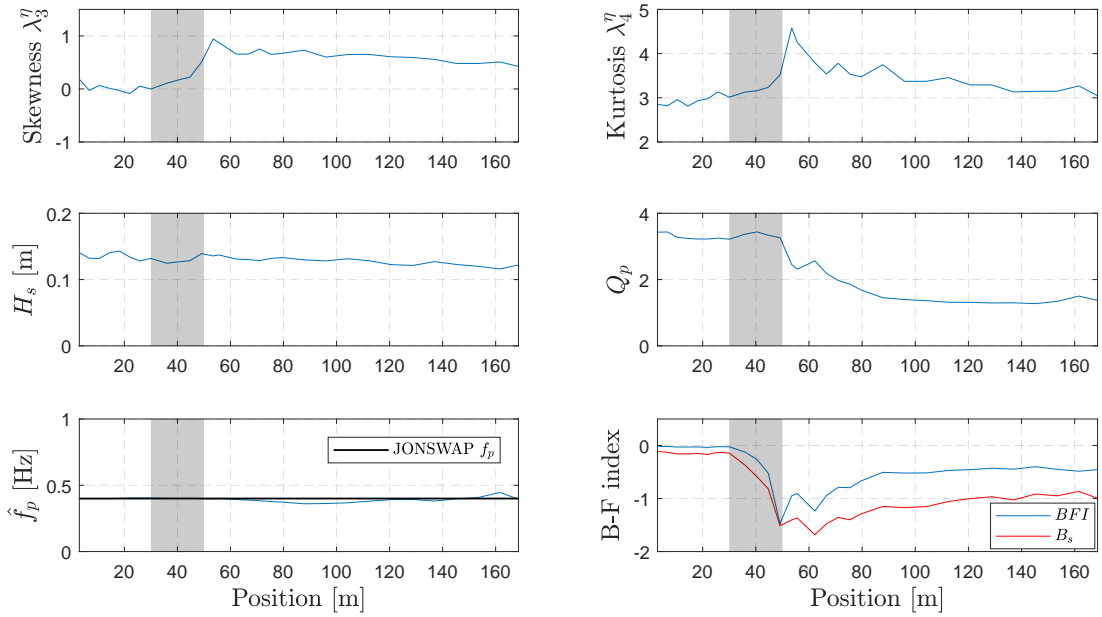 Skewness λ₃^η
1
0
-1
20 40 60 80 100 120 140 160
Kurtosis λ₄^η
5
4
3
2
20 40 60 80 100 120 140 160
H_s [m]
0.2
0.1
0
20 40 60 80 100 120 140 160
Q_p
4
2
0
20 40 60 80 100 120 140 160
f̂_p [Hz]
1
0.5
0
JONSWAP f_p
20 40 60 80 100 120 140 160
Position [m]
B-F index
0
-1
-2
BFI
B_s
20 40 60 80 100 120 140 160
Position [m]